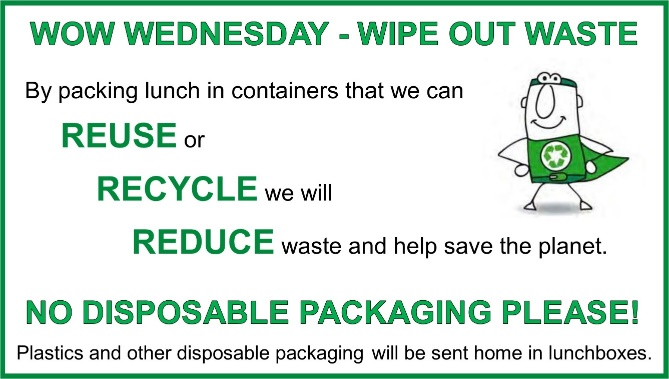 WOW WEDNESDAY - WIPE OUT WASTE
By packing lunch in containers that we can
REUSE or
RECYCLE we will
REDUCE waste and help save the planet.
NO DISPOSABLE PACKAGING PLEASE!
Plastics and other disposable packaging will be sent home in lunchboxes.